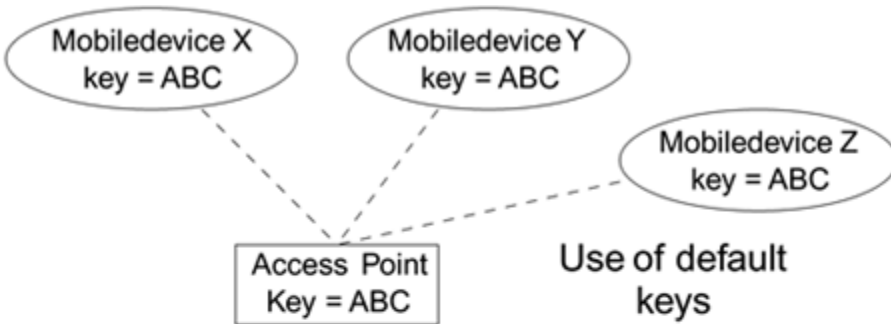 Mobiledevice X
key = ABC
Mobiledevice Y
key = ABC
Mobiledevice Z
key = ABC
Access Point
Key = ABC
Use of default
keys